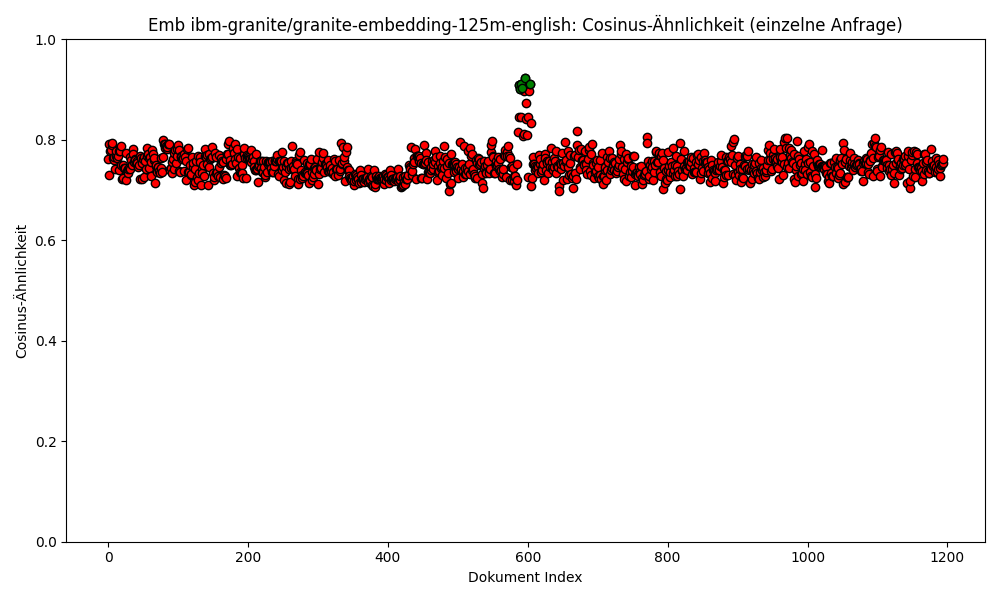 Emb ibm-granite/granite-embedding-125m-english: Cosinus-Ähnlichkeit (einzelne Anfrage)
1.0
0.8
0.6
0.4
0.2
0.0
Cosinus-Ähnlichkeit
0 200 400 600 800 1000 1200
Dokument Index